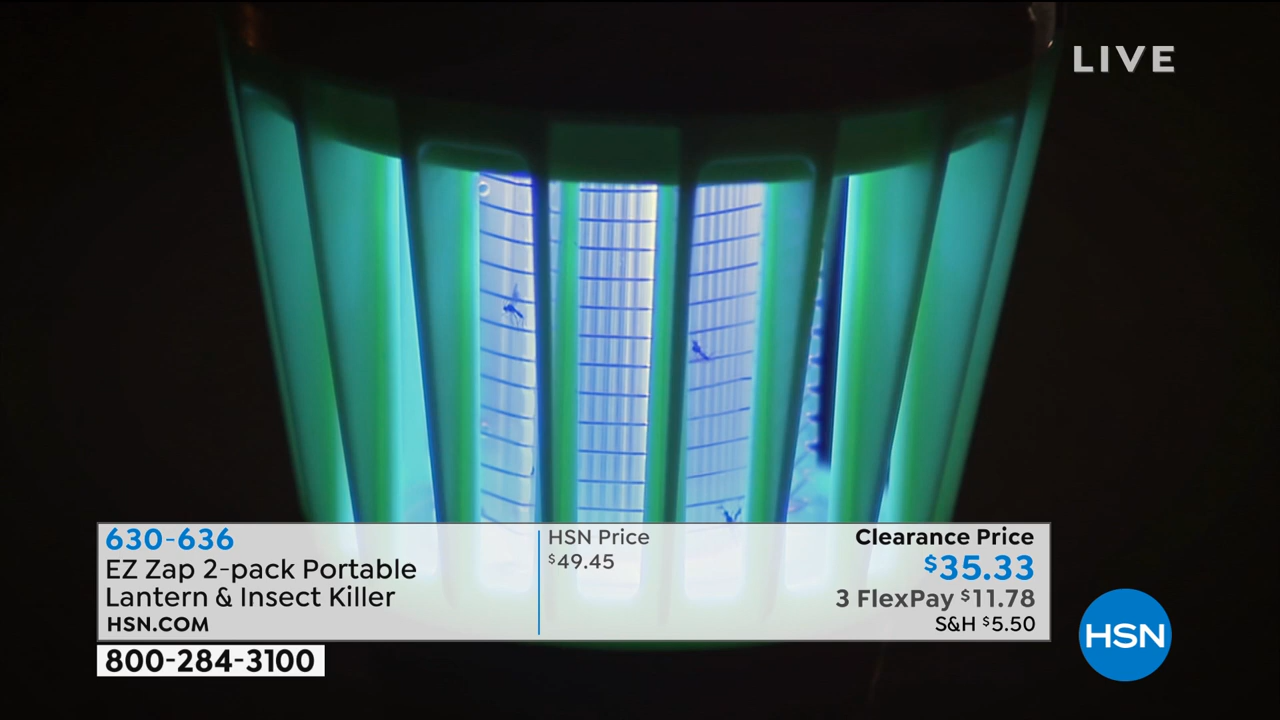 LIVE
630-636
EZ Zap 2-pack Portable
Lantern & Insect Killer
HSN.COM
HSN Price
$49.45
Clearance Price
$35.33
3 FlexPay $11.78
S&H $5.50
800-284-3100
HSN